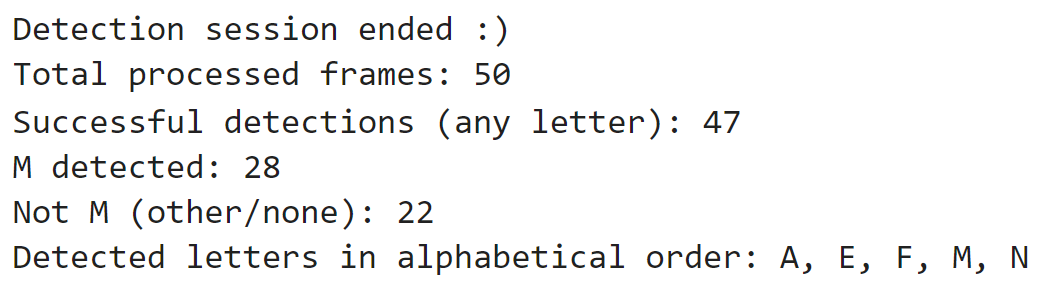 Detection session ended :)
Total processed frames: 50
Successful detections (any letter): 47
M detected: 28
Not M (other/none): 22
Detected letters in alphabetical order: A, E, F, M, N